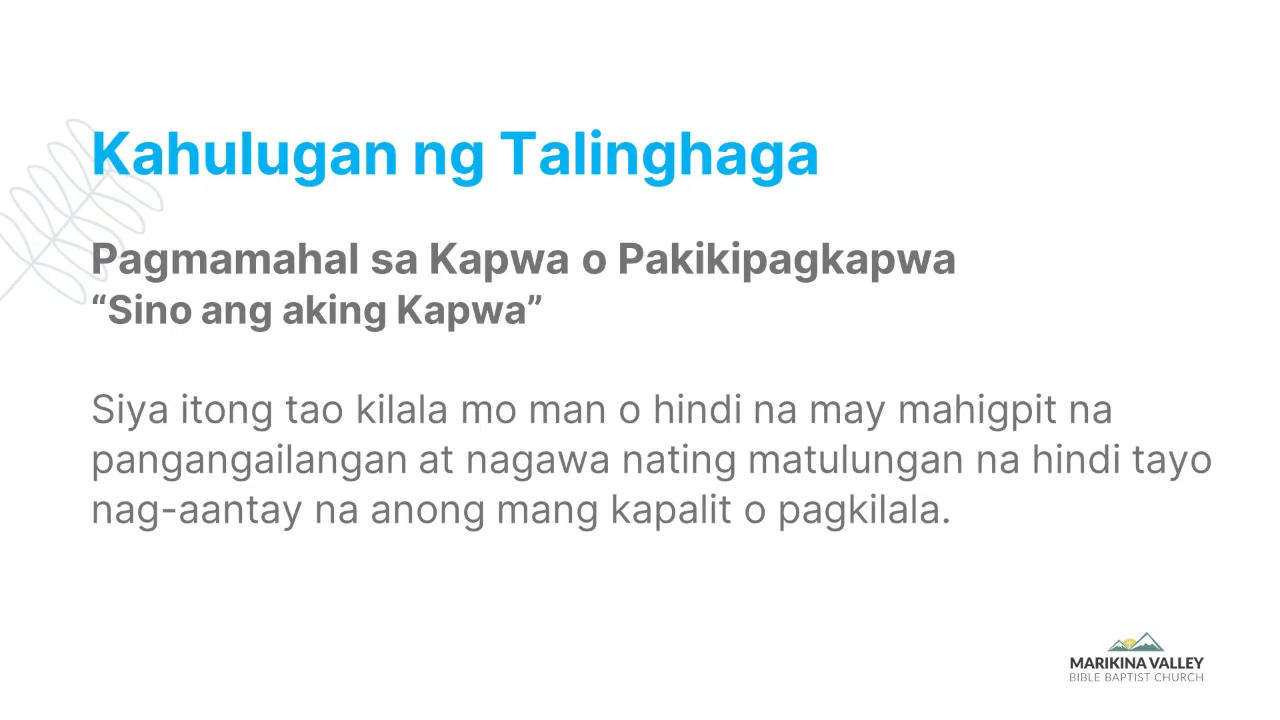 Kahulugan ng Talinghaga
Pagmamahal sa Kapwa o Pakikipagkapwa
“Sino ang aking Kapwa”
Siya itong tao kilala mo man o hindi na may mahigpit na
pangangailangan at nagawa nating matulungan na hindi tayo
nag-aantay na anong mang kapalit o pagkilala.
MARIKINA VALLEY
BIBLE BAPTIST CHURCH